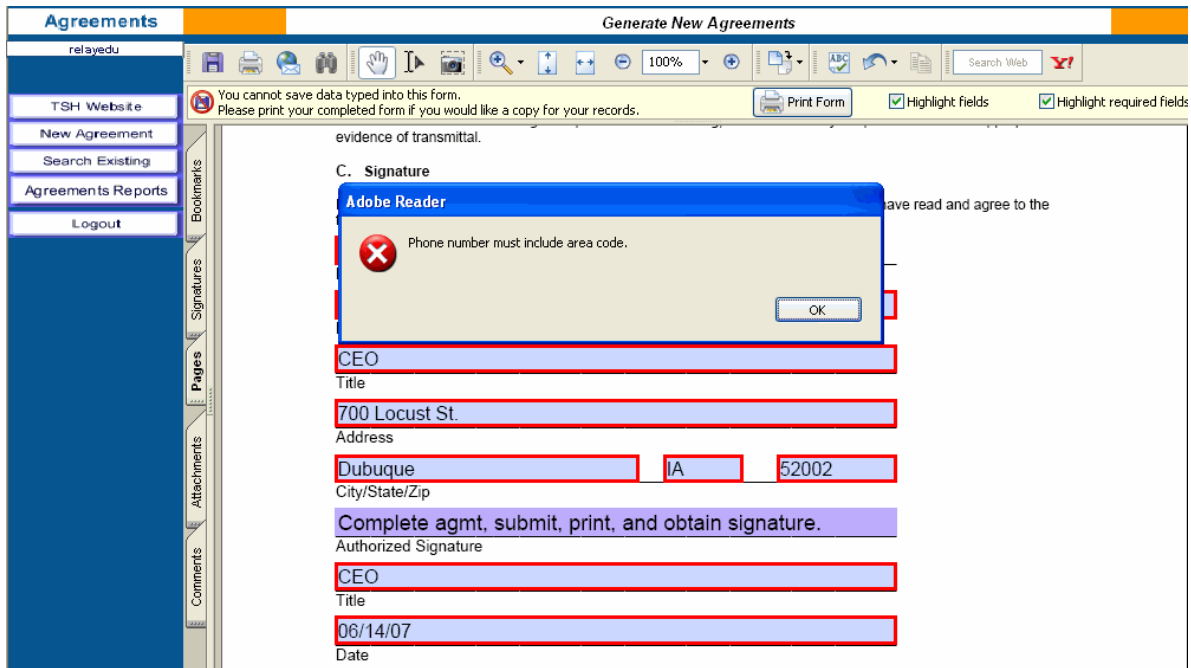 Agreements
Generate New Agreements
relayedu
100%
Search Web
Y!
ABC
You cannot save data typed into this form.
Please print your completed form if you would like a copy for your records.
Print Form
Highlight fields
Highlight required fields
TSH Website
New Agreement
Search Existing
Agreements Reports
Logout
Bookmarks
Signatures
Pages
Attachments
Comments
evidence of transmittal.
C. Signature
Adobe Reader
have read and agree to the
Phone number must include area code.
OK
CEO
Title
700 Locust St.
Address
Dubuque IA 52002
City/State/Zip
Complete agmt, submit, print, and obtain signature.
Authorized Signature
CEO
Title
06/14/07
Date